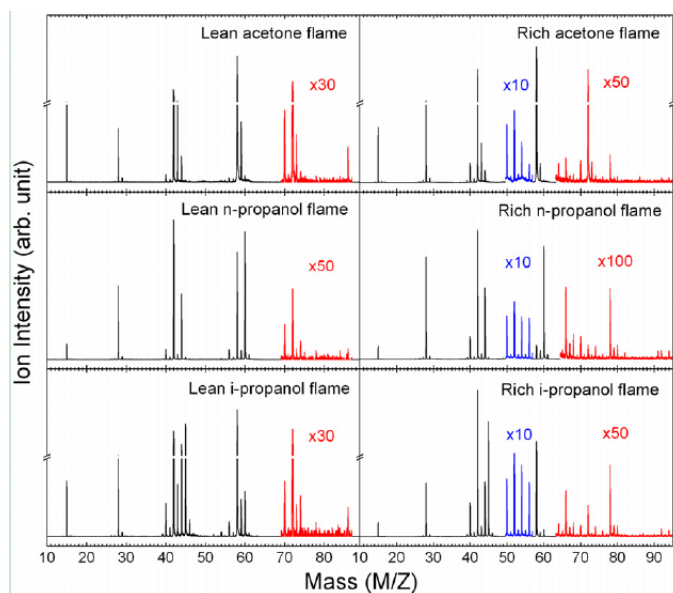 Lean acetone flame
x30
Rich acetone flame
x10
x50
Lean n-propanol flame
x50
Rich n-propanol flame
x10
x100
Lean i-propanol flame
x30
Rich i-propanol flame
x10
x50
Ion Intensity (arb. unit)
10 20 30 40 50 60 70 80 10 20 30 40 50 60 70 80 90
Mass (M/Z)